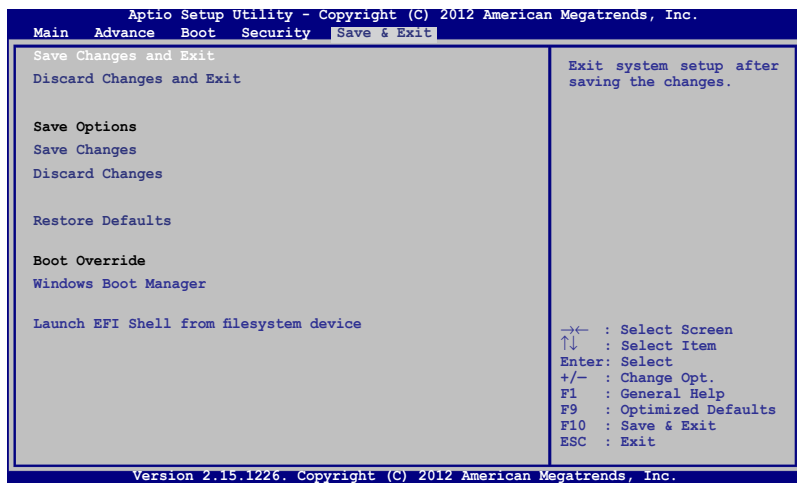 Aptio Setup Utility - Copyright (C) 2012 American Megatrends, Inc.
Main Advance Boot Security Save & Exit
Save Changes and Exit
Discard Changes and Exit
Save Options
Save Changes
Discard Changes
Restore Defaults
Boot Override
Windows Boot Manager
Launch EFI Shell from filesystem device
Exit system setup after
saving the changes.
→← : Select Screen
↑↓ : Select Item
Enter: Select
+/— : Change Opt.
F1 : General Help
F9 : Optimized Defaults
F10 : Save & Exit
ESC : Exit
Version 2.15.1226. Copyright (C) 2012 American Megatrends, Inc.